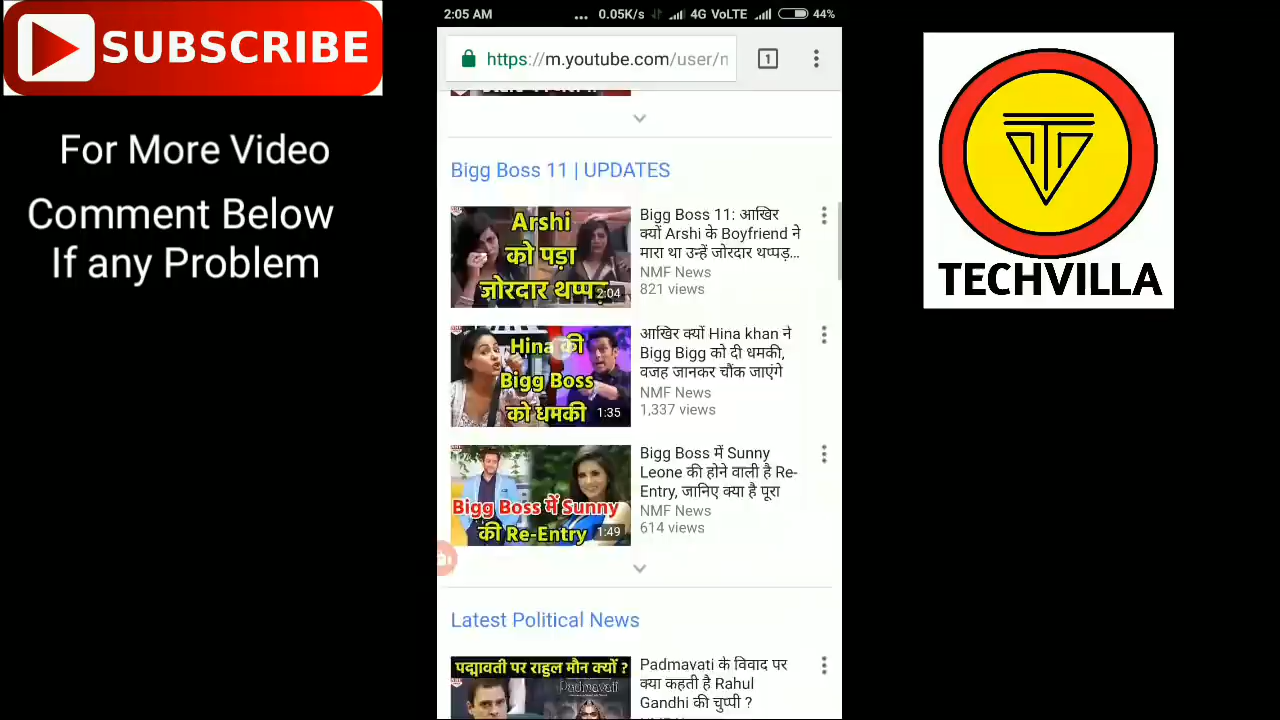 SUBSCRIBE
For More Video
Comment Below
If any Problem
2:05 AM
... 0.05K/s 4G VoLTE 44%
https://m.youtube.com/user/n
1
Bigg Boss 11 | UPDATES
Arshi
को पड़ा
जोरदार थप्पड़
2:04
Bigg Boss 11: आखिर
क्यों Arshi के Boyfriend ने
मारा था उन्हें जोरदार थप्पड़...
NMF News
821 views
Hina की
Bigg Boss
को धमकी
1:35
आखिर क्यों Hina khan ने
Bigg Bigg को दी धमकी,
वजह जानकर चौंक जाएंगे
NMF News
1,337 views
Bigg Boss में Sunny
की Re-Entry
1:49
Bigg Boss में Sunny
Leone की होने वाली है Re-
Entry, जानिए क्या है पूरा
NMF News
614 views
Latest Political News
पद्मावती पर राहुल मौन क्यों ?
Padmavati
Padmavati के विवाद पर
क्या कहती है Rahul
Gandhi की चुप्पी ?
TECHVILLA